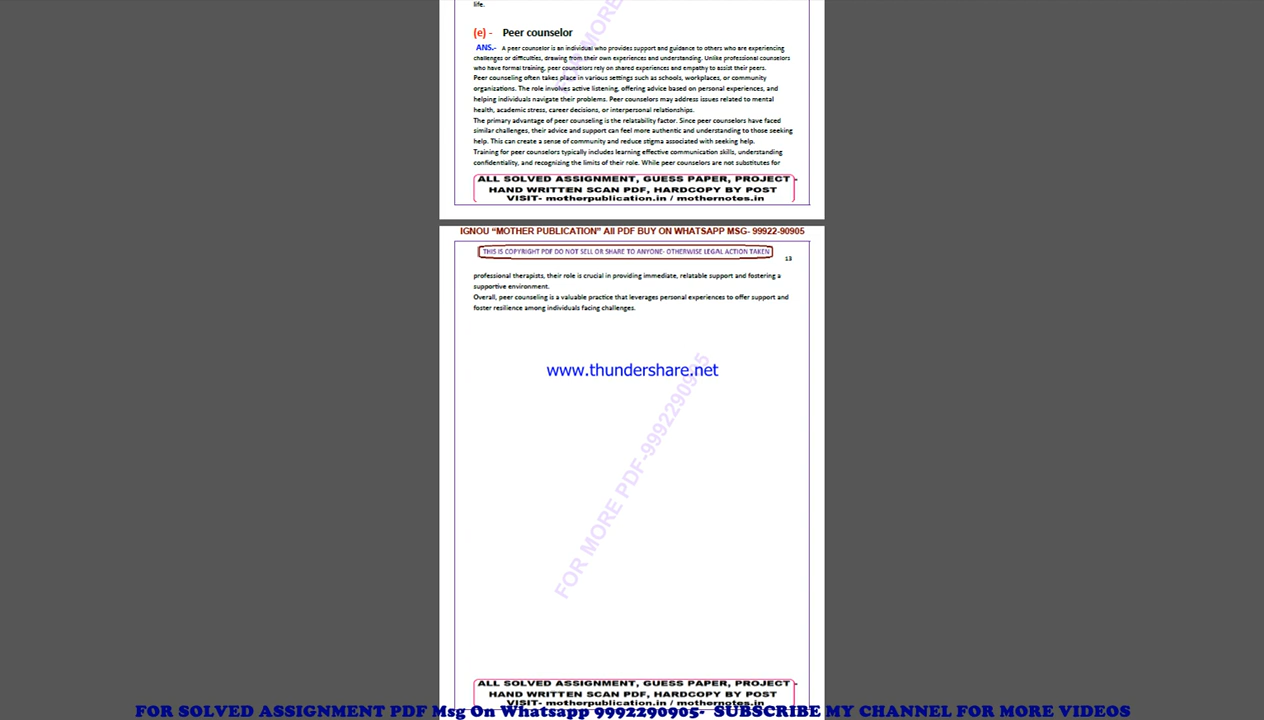 life.
(e) - Peer counselor
ANS.- A peer counselor is an individual who provides support and guidance to others who are experiencing
challenges or difficulties, drawing from their own experiences and understanding. Unlike professional counselors
who have formal training, peer counselors rely on shared experiences and empathy to assist their peers.
Peer counseling often takes place in various settings such as schools, workplaces, or community
organizations. The role involves active listening, offering advice based on personal experiences, and
helping individuals navigate their problems. Peer counselors may address issues related to mental
health, academic stress, career decisions, or interpersonal relationships.
The primary advantage of peer counseling is the relatability factor. Since peer counselors have faced
similar challenges, their advice and support can feel more authentic and understanding to those seeking
help. This can create a sense of community and reduce stigma associated with seeking help.
Training for peer counselors typically includes learning effective communication skills, understanding
confidentiality, and recognizing the limits of their role. While peer counselors are not substitutes for
ALL SOLVED ASSIGNMENT, GUESS PAPER, PROJECT -
HAND WRITTEN SCAN PDF, HARDCOPY BY POST
VISIT- motherpublication.in / mothernotes.in
IGNOU “MOTHER PUBLICATION” All PDF BUY ON WHATSAPP MSG- 99922-90905
THIS IS COPYRIGHT PDF DO NOT SELL OR SHARE TO ANYONE- OTHERWISE LEGAL ACTION TAKEN
13
professional therapists, their role is crucial in providing immediate, relatable support and fostering a
supportive environment.
Overall, peer counseling is a valuable practice that leverages personal experiences to offer support and
foster resilience among individuals facing challenges.
www.thundershare.net
FOR MORE PDF-9992290905
ALL SOLVED ASSIGNMENT, GUESS PAPER, PROJECT -
HAND WRITTEN SCAN PDF, HARDCOPY BY POST
VISIT- motherpublication.in / mothernotes.in
FOR SOLVED ASSIGNMENT PDF Msg On Whatsapp 9992290905- SUBSCRIBE MY CHANNEL FOR MORE VIDEOS